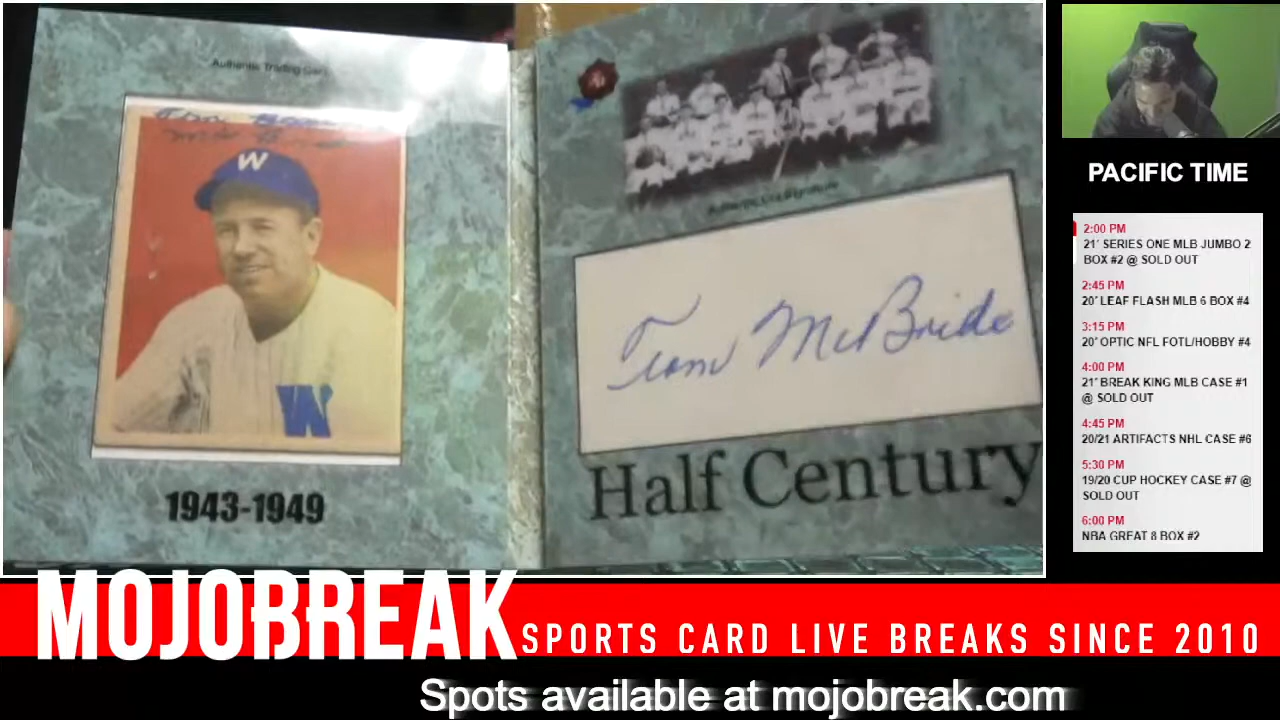 Authentic Trading Card
W
W
1943-1949
Authentic Cut Signature
Tom McBride
Half Century
PACIFIC TIME
2:00 PM
21' SERIES ONE MLB JUMBO 2
BOX #2 @ SOLD OUT
2:45 PM
20' LEAF FLASH MLB 6 BOX #4
3:15 PM
20' OPTIC NFL FOTL/HOBBY #4
4:00 PM
21' BREAK KING MLB CASE #1
@ SOLD OUT
4:45 PM
20/21 ARTIFACTS NHL CASE #6
5:30 PM
19/20 CUP HOCKEY CASE #7 @
SOLD OUT
6:00 PM
NBA GREAT 8 BOX #2
MOJOBREAK
SPORTS CARD LIVE BREAKS SINCE 2010
Spots available at mojobreak.com